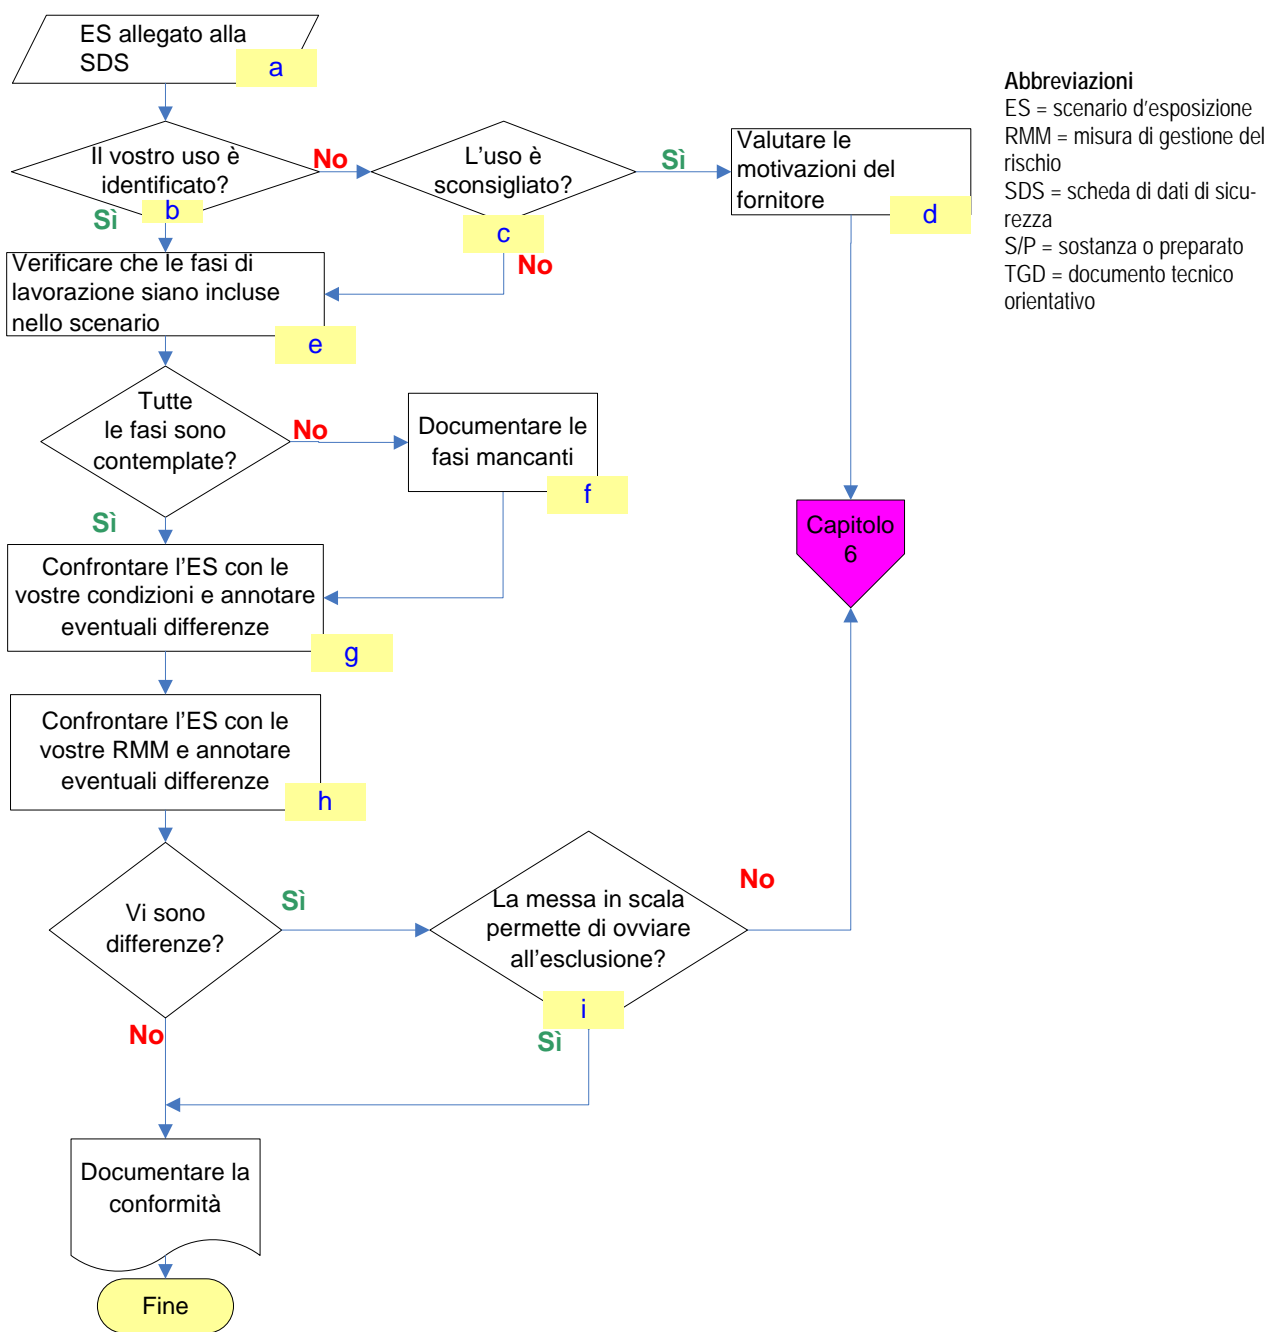 ES allegato alla
SDS
a
Il vostro uso è
identificato?
b
No
Sì
L'uso è
sconsigliato?
c
Sì
No
Valutare le
motivazioni del
fornitore
d
Verificare che le fasi di
lavorazione siano incluse
nello scenario
e
Tutte
le fasi sono
contemplate?
No
Sì
Documentare le
fasi mancanti
f
Capitolo
6
Confrontare l'ES con le
vostre condizioni e annotare
eventuali differenze
g
Confrontare l'ES con le
vostre RMM e annotare
eventuali differenze
h
Vi sono
differenze?
Sì
No
La messa in scala
permette di ovviare
all'esclusione?
i
No
Sì
Documentare la
conformità
Fine
Abbreviazioni
ES = scenario d'esposizione
RMM = misura di gestione del
rischio
SDS = scheda di dati di sicu-
rezza
S/P = sostanza o preparato
TGD = documento tecnico
orientativo